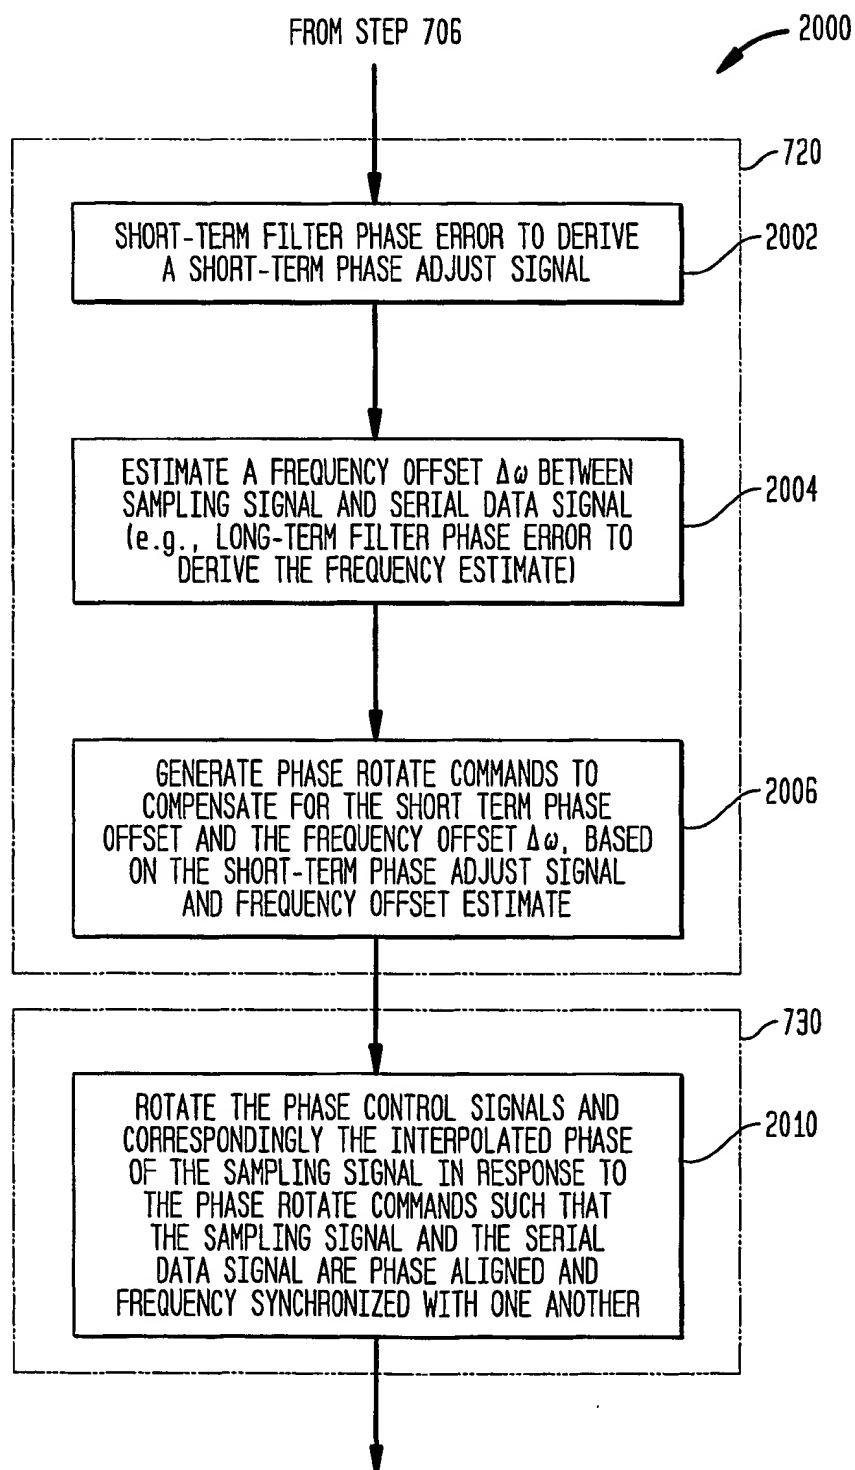 FROM STEP 706
2000
720
SHORT-TERM FILTER PHASE ERROR TO DERIVE
A SHORT-TERM PHASE ADJUST SIGNAL
2002
ESTIMATE A FREQUENCY OFFSET Δω BETWEEN
SAMPLING SIGNAL AND SERIAL DATA SIGNAL
(e.g., LONG-TERM FILTER PHASE ERROR TO
DERIVE THE FREQUENCY ESTIMATE)
2004
GENERATE PHASE ROTATE COMMANDS TO
COMPENSATE FOR THE SHORT TERM PHASE
OFFSET AND THE FREQUENCY OFFSET Δω, BASED
ON THE SHORT-TERM PHASE ADJUST SIGNAL
AND FREQUENCY OFFSET ESTIMATE
2006
730
ROTATE THE PHASE CONTROL SIGNALS AND
CORRESPONDINGLY THE INTERPOLATED PHASE
OF THE SAMPLING SIGNAL IN RESPONSE TO
THE PHASE ROTATE COMMANDS SUCH THAT
THE SAMPLING SIGNAL AND THE SERIAL
DATA SIGNAL ARE PHASE ALIGNED AND
FREQUENCY SYNCHRONIZED WITH ONE ANOTHER
2010